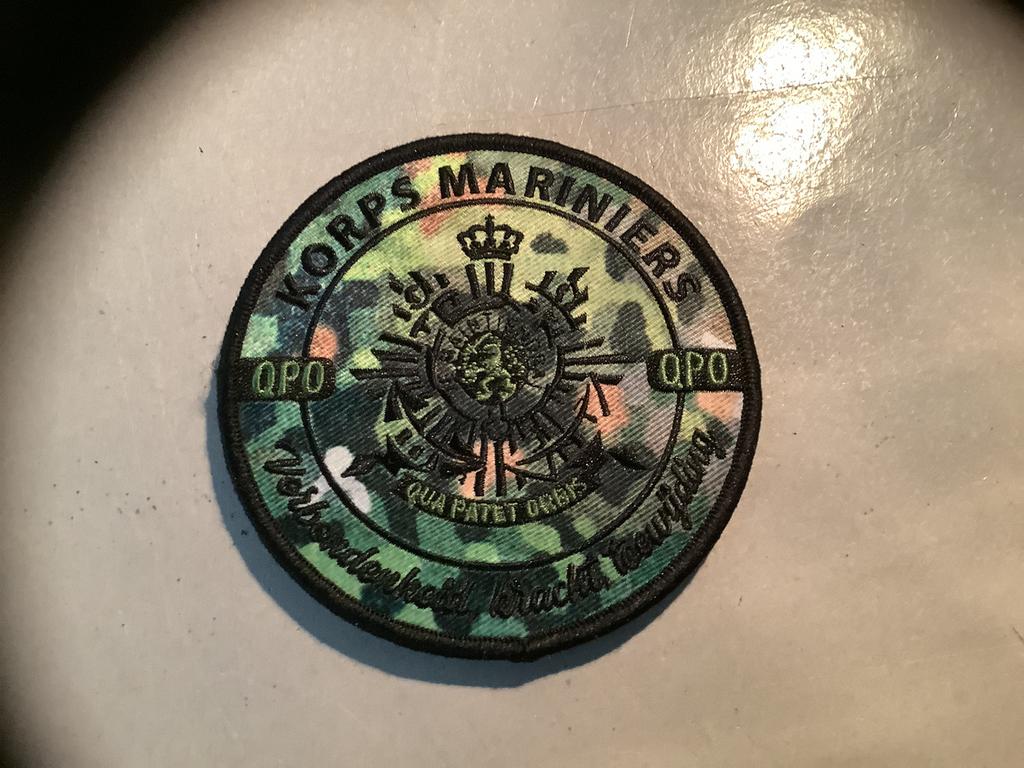 KORPS MARINIERS
QPO
QPO
QUA PATET ORBIS
Verbondenheid, kracht, toewijding